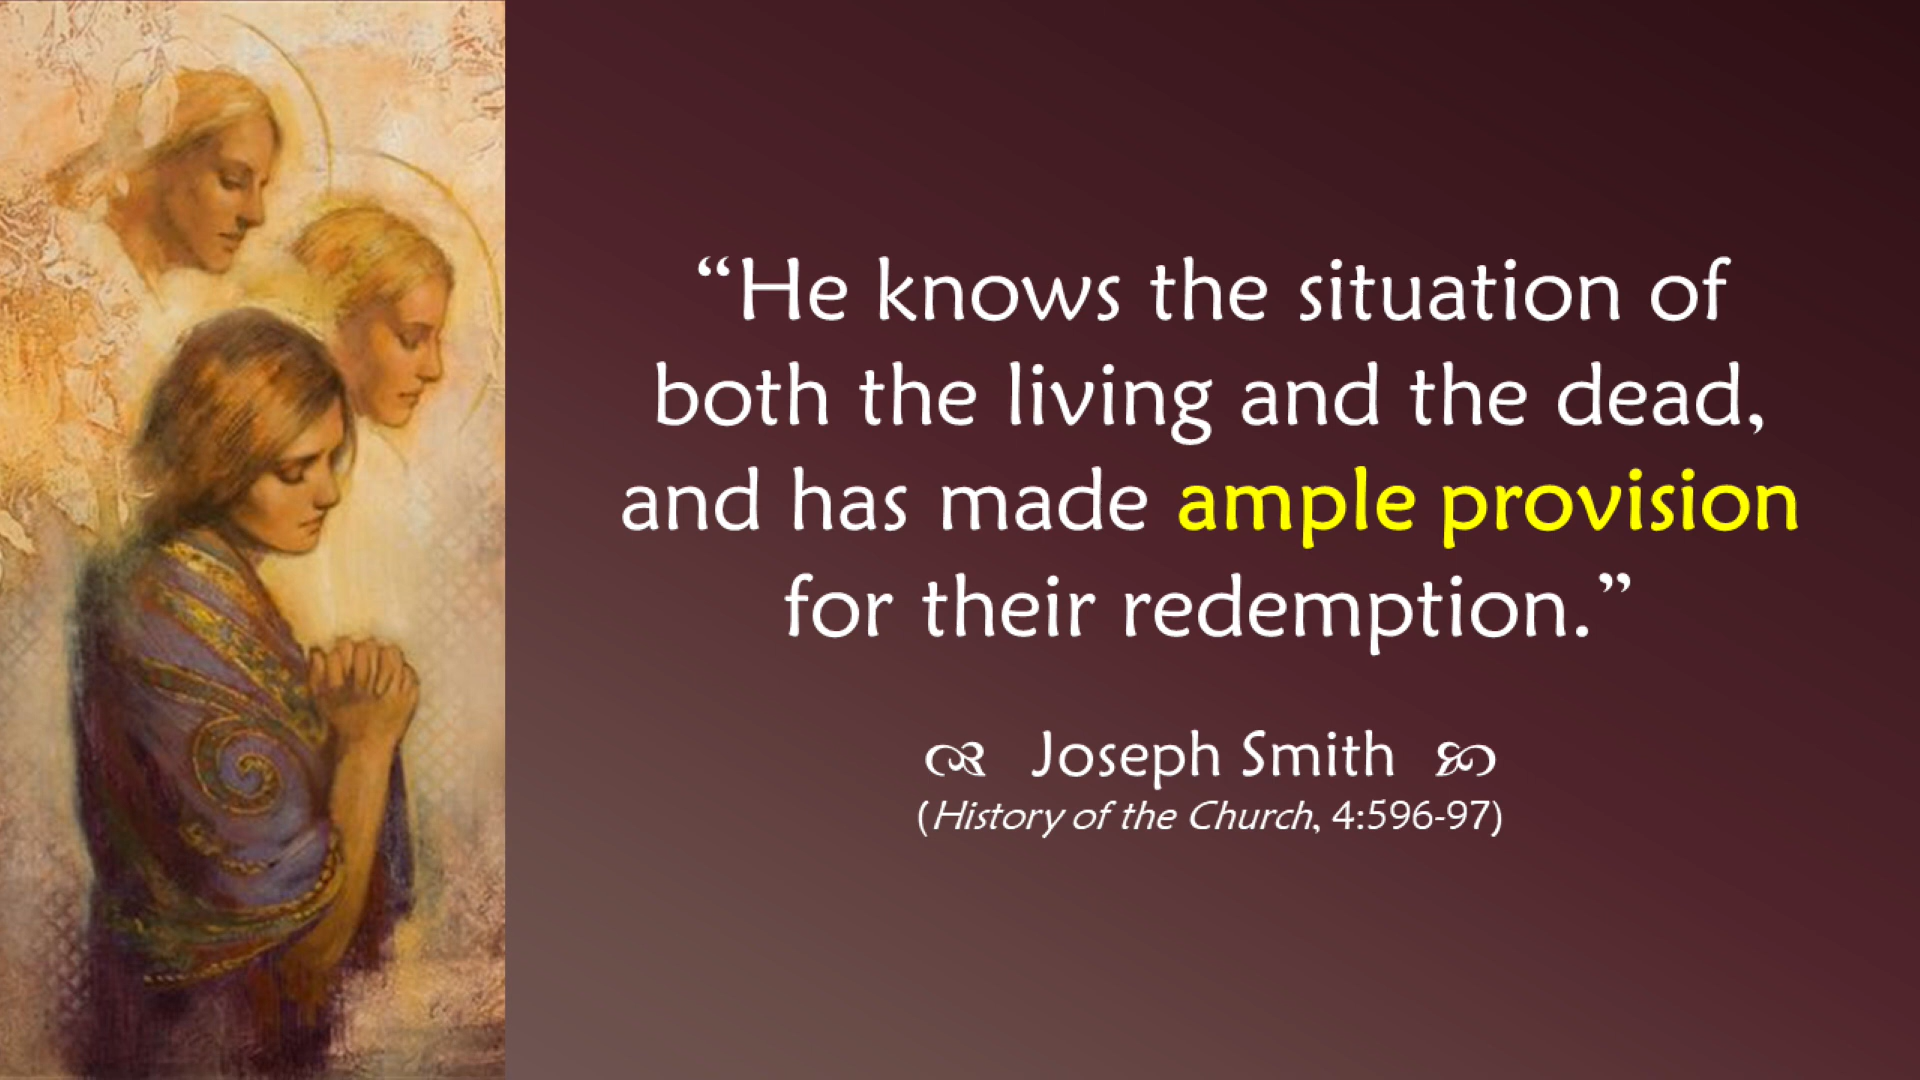 “He knows the situation of
both the living and the dead,
and has made ample provision
for their redemption.”
Joseph Smith
(History of the Church, 4:596-97)